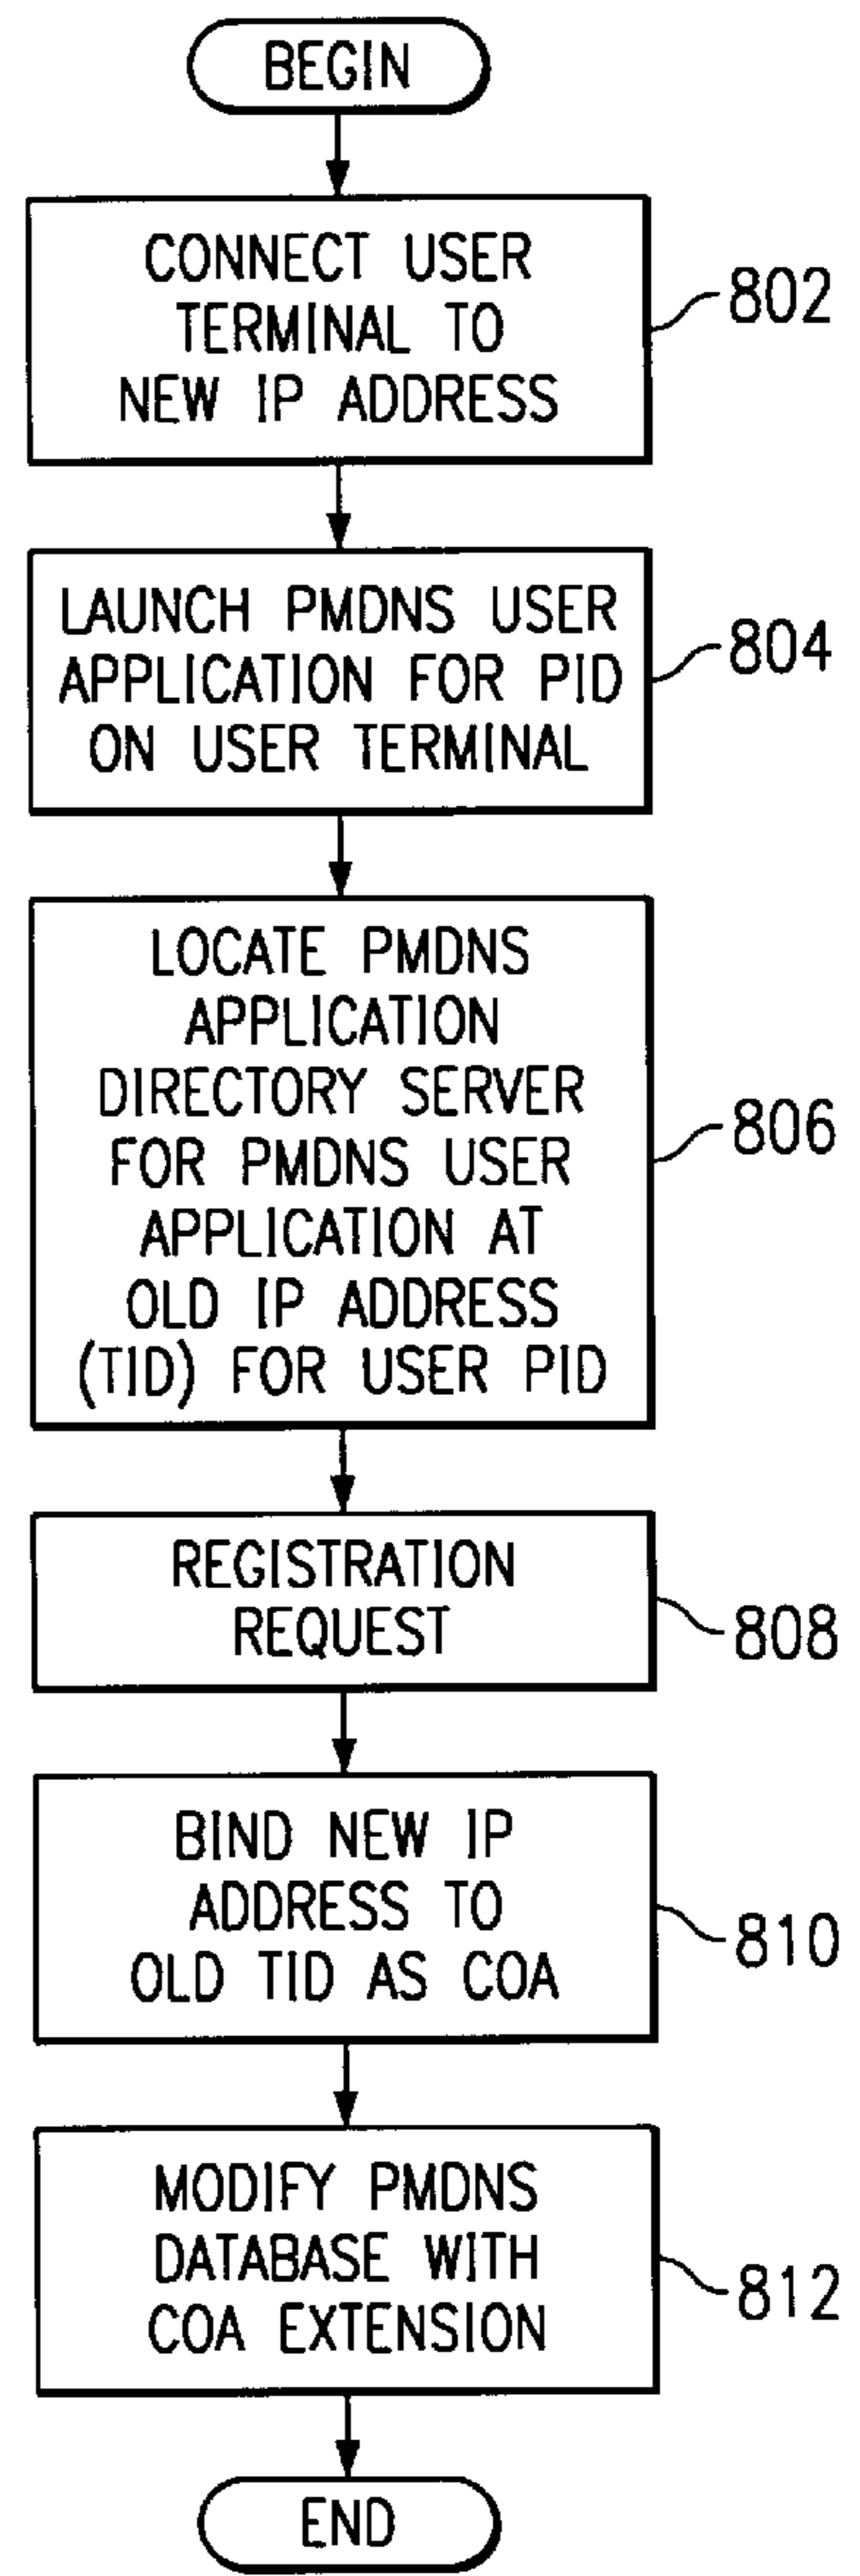 BEGIN
CONNECT USER
TERMINAL TO
NEW IP ADDRESS
802
LAUNCH PMDNS USER
APPLICATION FOR PID
ON USER TERMINAL
804
LOCATE PMDNS
APPLICATION
DIRECTORY SERVER
FOR PMDNS USER
APPLICATION AT
OLD IP ADDRESS
(TID) FOR USER PID
806
REGISTRATION
REQUEST
808
BIND NEW IP
ADDRESS TO
OLD TID AS COA
810
MODIFY PMDNS
DATABASE WITH
COA EXTENSION
812
END